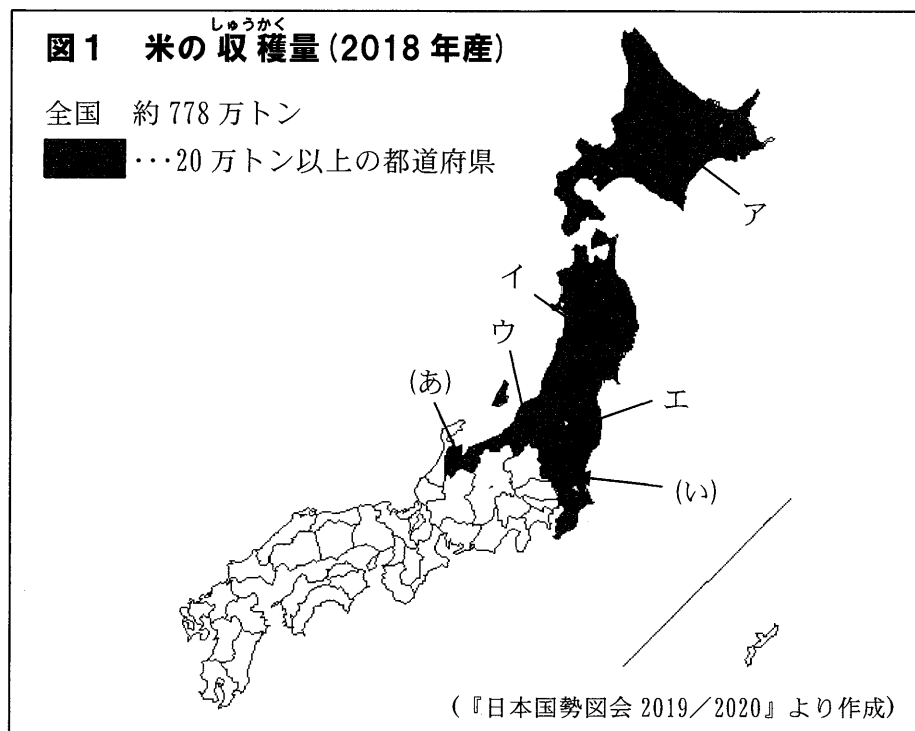 しゅうかく
図1 米の収穫量(2018年産)
全国 約778万トン
･･･20万トン以上の都道府県
ア
イ
ウ
(あ)
エ
(い)
(『日本国勢図会 2019／2020』より作成)